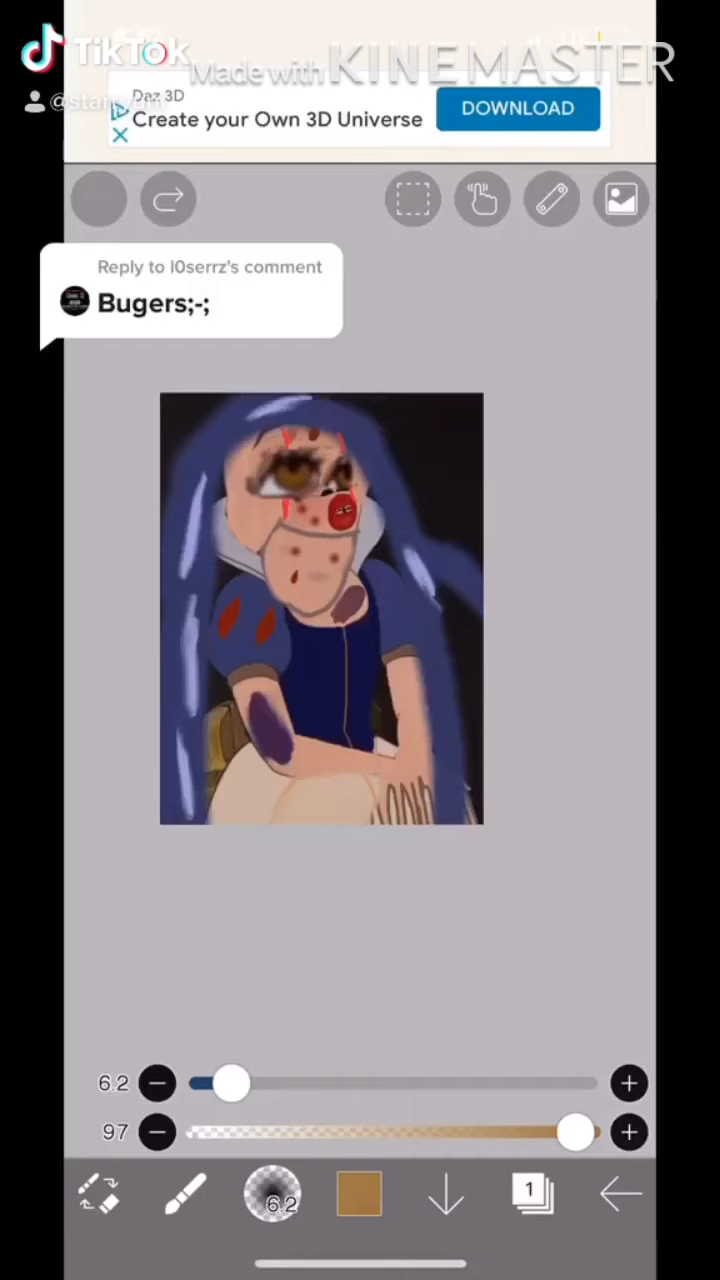 TikTok
Made with KINEMASTER
Daz 3D
Create your Own 3D Universe
DOWNLOAD
Reply to l0serrz's comment
Bugers;-;
6.2
97
6.2
1